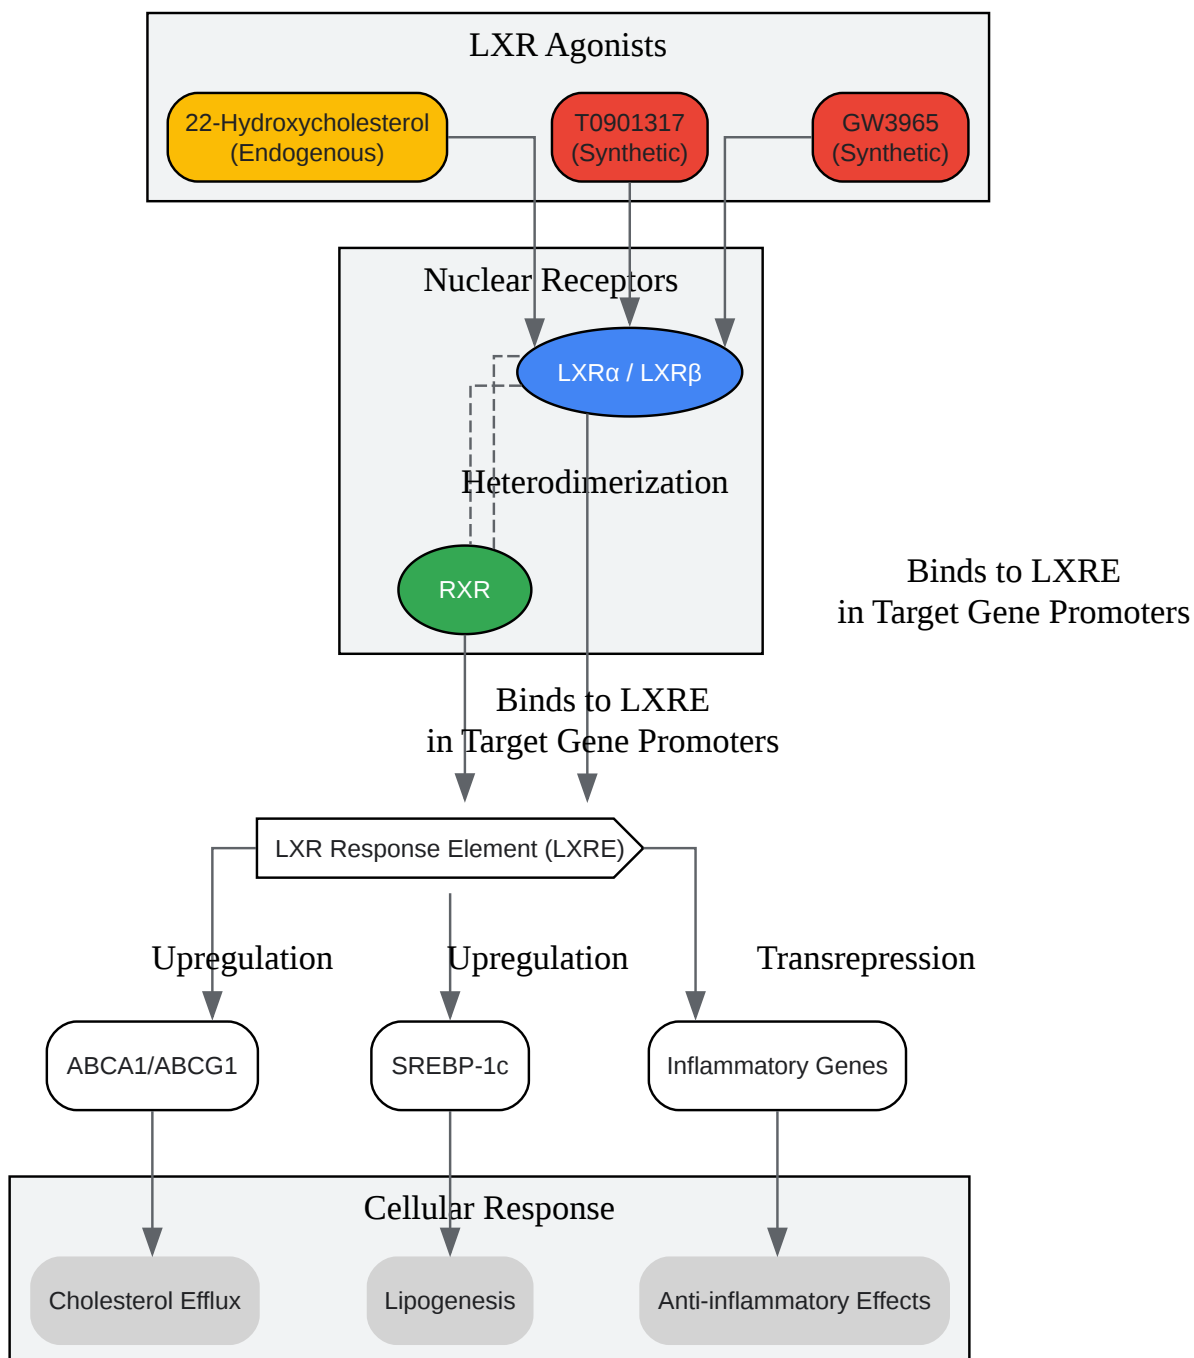 LXR Agonists
22-Hydroxycholesterol
(Endogenous)
T0901317
(Synthetic)
GW3965
(Synthetic)
Nuclear Receptors
LXRα / LXRβ
Heterodimerization
RXR
Binds to LXRE
in Target Gene Promoters
Binds to LXRE
in Target Gene Promoters
LXR Response Element (LXRE)
Upregulation
Upregulation
Transrepression
ABCA1/ABCG1
SREBP-1c
Inflammatory Genes
Cellular Response
Cholesterol Efflux
Lipogenesis
Anti-inflammatory Effects